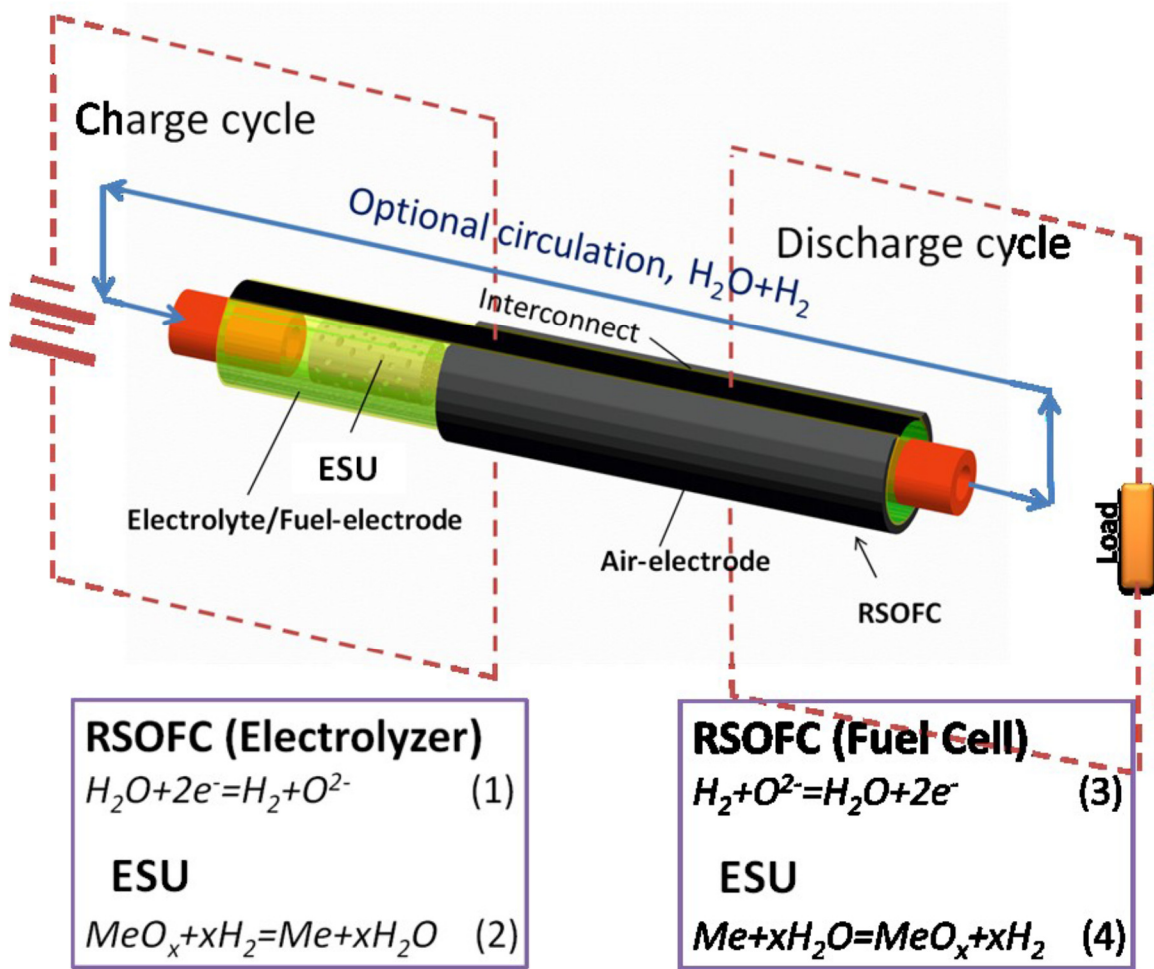 Charge cycle
Optional circulation, H₂O+H₂
Discharge cycle
Interconnect
ESU
Electrolyte/Fuel-electrode
Air-electrode
RSOFC
Load
RSOFC (Electrolyzer)
H₂O+2e⁻=H₂+O²⁻ (1)
ESU
MeOₓ+xH₂=Me+xH₂O (2)
RSOFC (Fuel Cell)
H₂+O²⁻=H₂O+2e⁻ (3)
ESU
Me+xH₂O=MeOₓ+xH₂ (4)